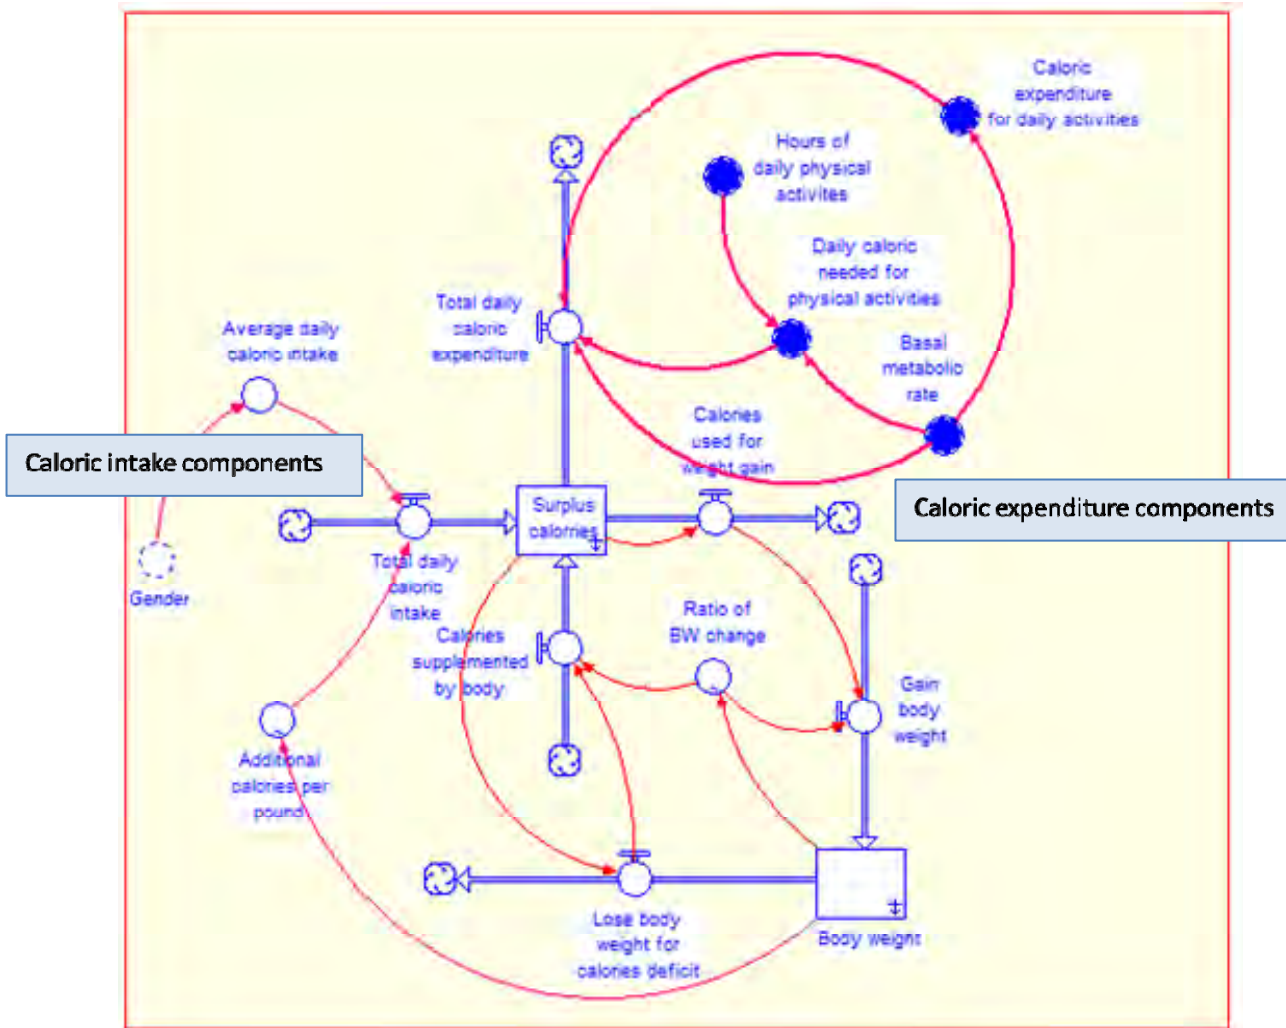 Caloric
expenditure
for daily activities
Hours of
daily physical
activites
Daily caloric
needed for
physical activities
Total daily
caloric
expenditure
Average daily
caloric intake
Basal
metabolic
rate
Calories
used for
weight gain
Caloric intake components
Caloric expenditure components
Surplus
calorries
Total daily
caloric
intake
Gender
Ratio of
BW change
Calories
supplemented
by body
Gain
body
weight
Additional
calories per
pound
Lose body
weight for
calories deficit
Body weight